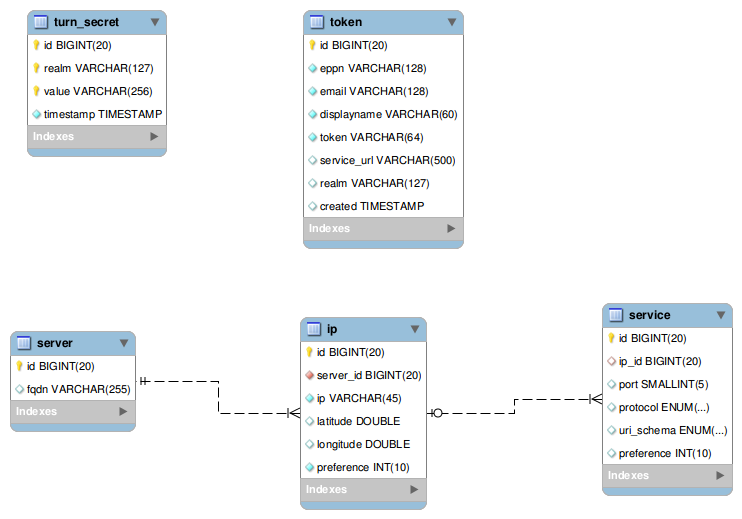 turn_secret
id BIGINT(20)
realm VARCHAR(127)
value VARCHAR(256)
timestamp TIMESTAMP
Indexes
token
id BIGINT(20)
eppn VARCHAR(128)
email VARCHAR(128)
displayname VARCHAR(60)
token VARCHAR(64)
service_url VARCHAR(500)
realm VARCHAR(127)
created TIMESTAMP
Indexes
server
id BIGINT(20)
fqdn VARCHAR(255)
Indexes
ip
id BIGINT(20)
server_id BIGINT(20)
ip VARCHAR(45)
latitude DOUBLE
longitude DOUBLE
preference INT(10)
Indexes
service
id BIGINT(20)
ip_id BIGINT(20)
port SMALLINT(5)
protocol ENUM(...)
uri_schema ENUM(...)
preference INT(10)
Indexes